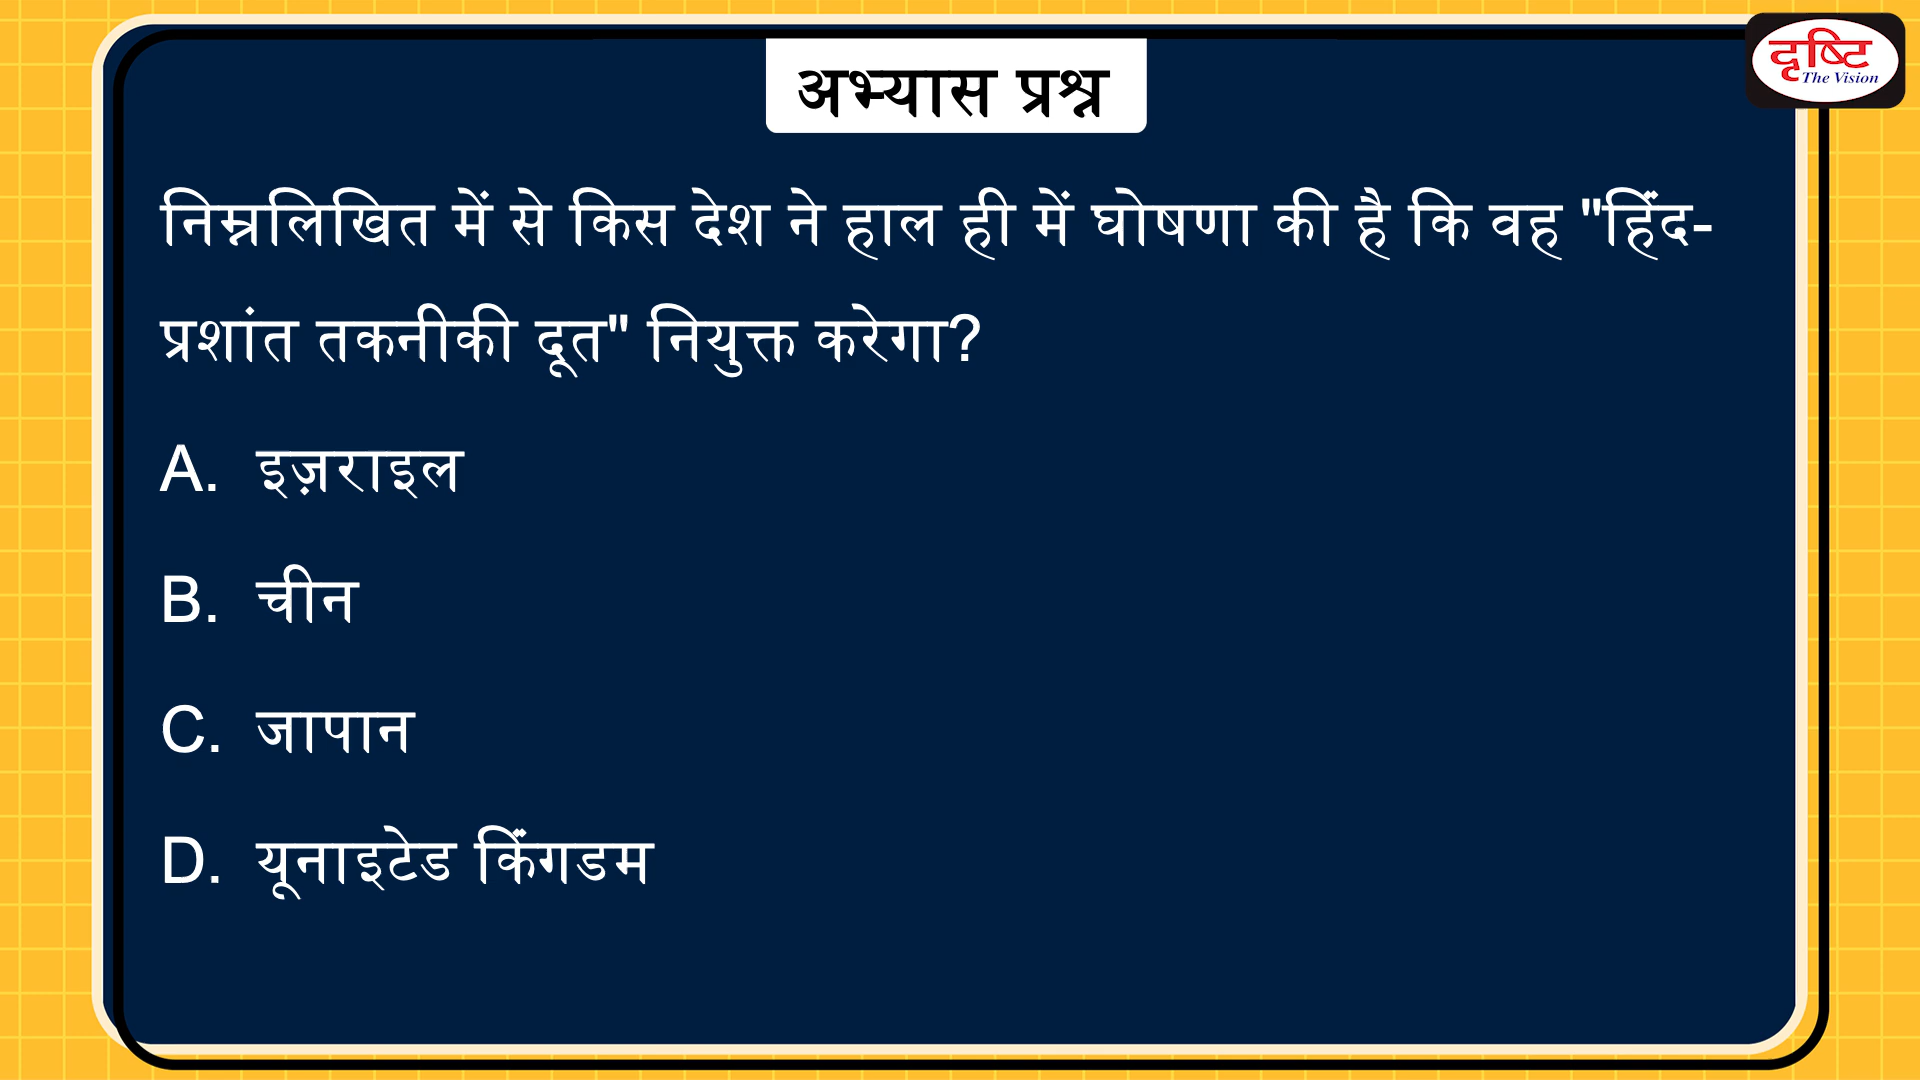 अभ्यास प्रश्न
दृष्टि
The Vision
निम्नलिखित में से किस देश ने हाल ही में घोषणा की है कि वह "हिंद-
प्रशांत तकनीकी दूत" नियुक्त करेगा?
A. इज़राइल
B. चीन
C. जापान
D. यूनाइटेड किंगडम